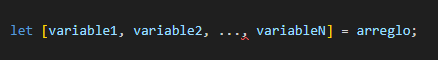 let [variable1, variable2, ..., variableN] = arreglo;